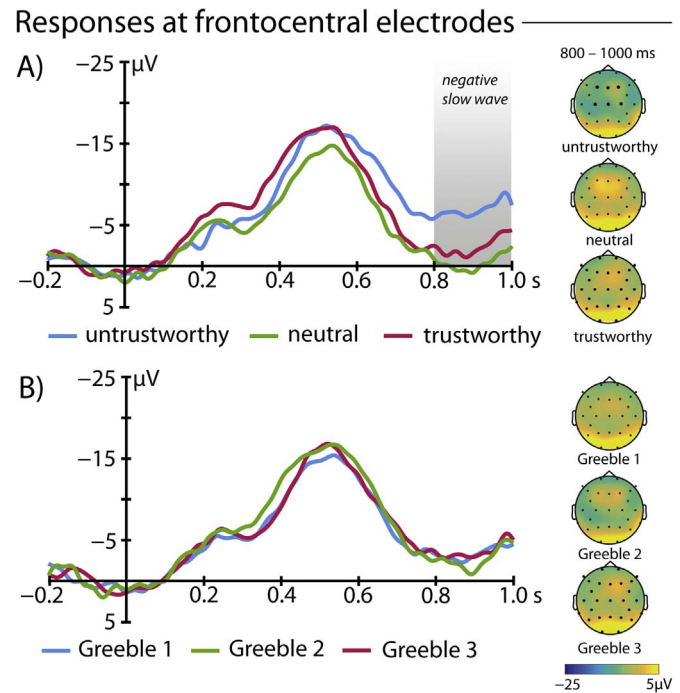 Responses at frontocentral electrodes
A)
−25 μV
−15
−5
5
−0.2 0.2 0.4 0.6 0.8 1.0 s
negative
slow wave
untrustworthy neutral trustworthy
800 – 1000 ms
untrustworthy
neutral
trustworthy
B)
−25 μV
−15
−5
5
−0.2 0.2 0.4 0.6 0.8 1.0 s
Greeble 1 Greeble 2 Greeble 3
Greeble 1
Greeble 2
Greeble 3
−25 5μV